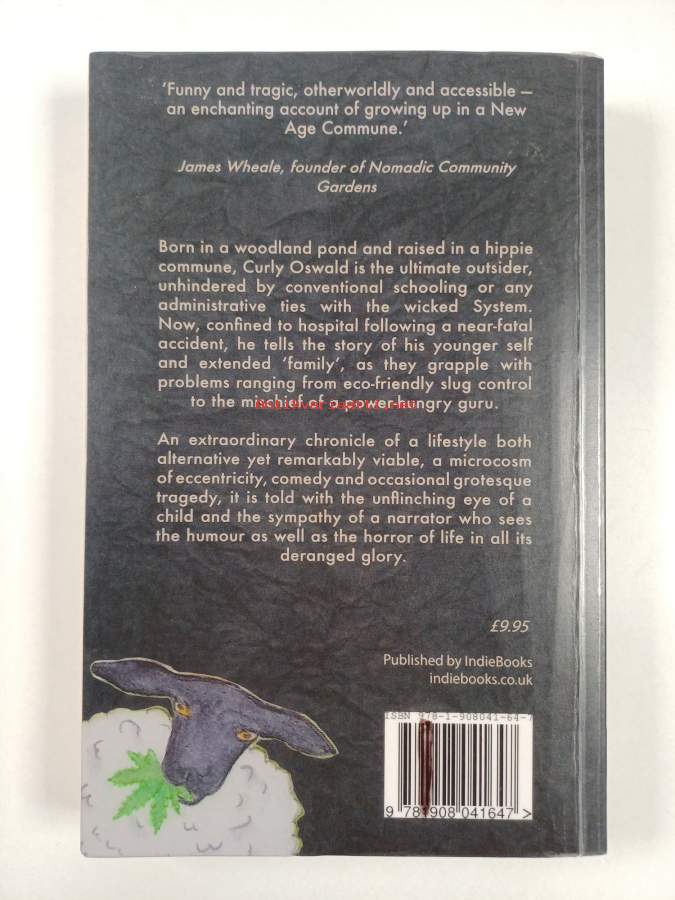 ‘Funny and tragic, otherworldly and accessible –
an enchanting account of growing up in a New
Age Commune.’
James Wheale, founder of Nomadic Community
Gardens
Born in a woodland pond and raised in a hippie
commune, Curly Oswald is the ultimate outsider,
unhindered by conventional schooling or any
administrative ties with the wicked System.
Now, confined to hospital following a near-fatal
accident, he tells the story of his younger self
and extended ‘family’, as they grapple with
problems ranging from eco-friendly slug control
to the mischief of a power-hungry guru.
An extraordinary chronicle of a lifestyle both
alternative yet remarkably viable, a microcosm
of eccentricity, comedy and occasional grotesque
tragedy, it is told with the unflinching eye of a
child and the sympathy of a narrator who sees
the humour as well as the horror of life in all its
deranged glory.
£9.95
Published by IndieBooks
indiebooks.co.uk
ISBN 978-1-908041-64-7
9 781908 041647 >